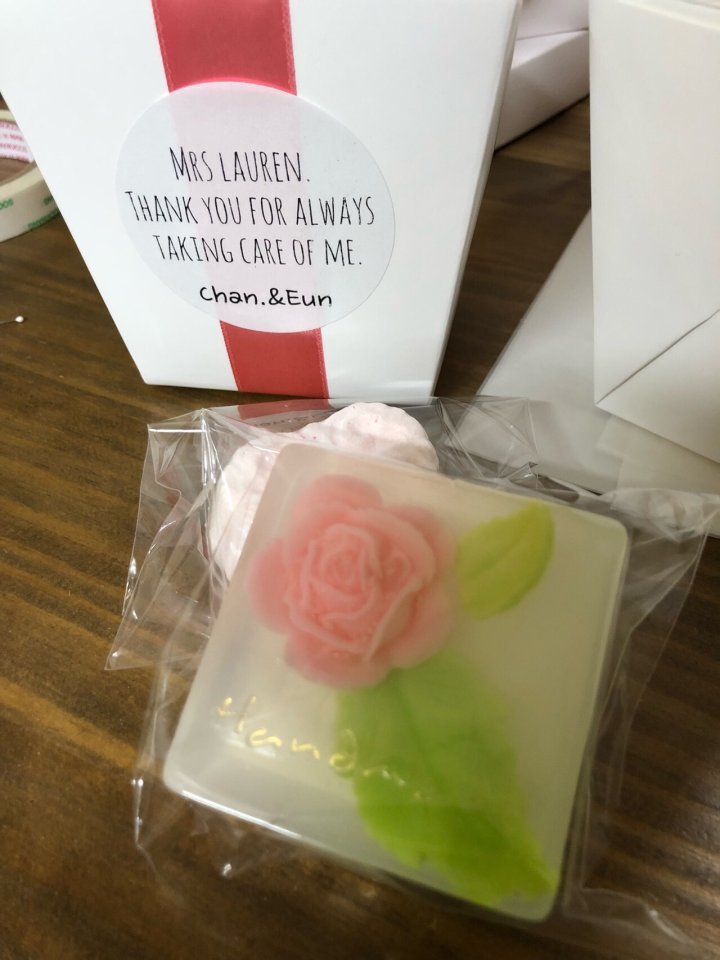 MRS LAUREN.
THANK YOU FOR ALWAYS
TAKING CARE OF ME.
chan.&Eun